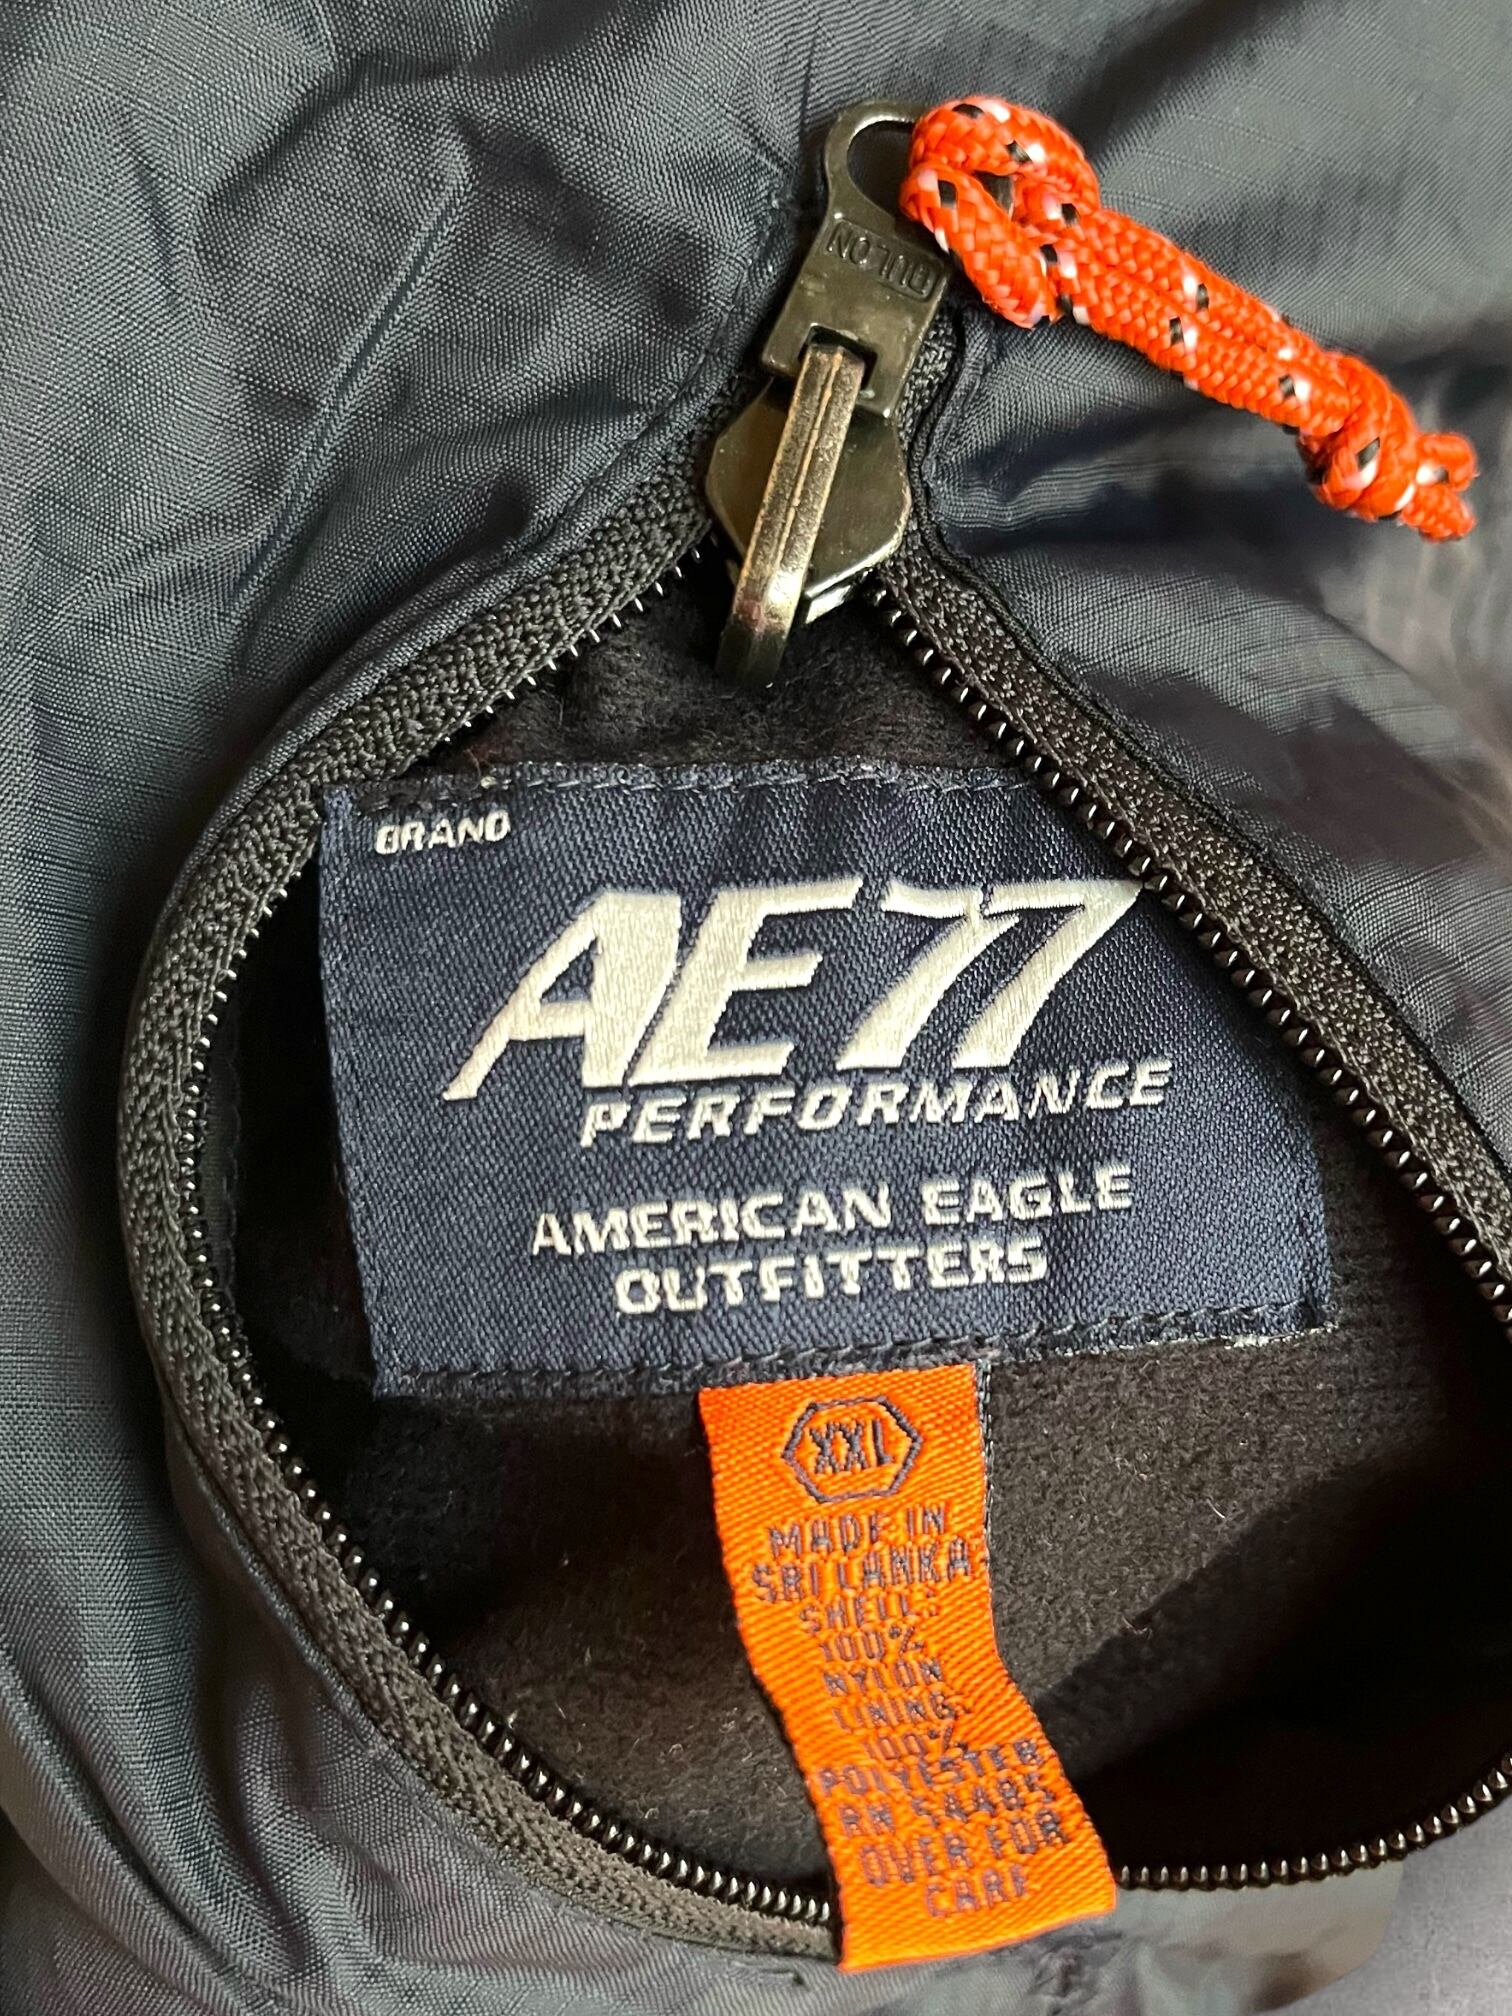 DULON
BRAND
AE77
PERFORMANCE
AMERICAN EAGLE
OUTFITTERS
XXL
MADE IN
SRI LANKA
SHELL:
100%
NYLON
LINING:
100%
POLYESTER
RN 54485
OVER FOR
CARE